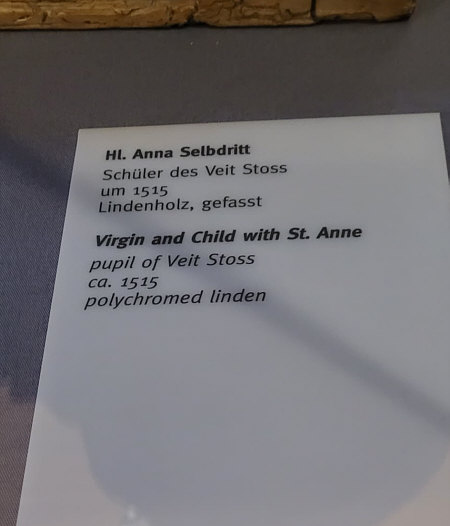 Hl. Anna Selbdritt
Schüler des Veit Stoss
um 1515
Lindenholz, gefasst
Virgin and Child with St. Anne
pupil of Veit Stoss
ca. 1515
polychromed linden